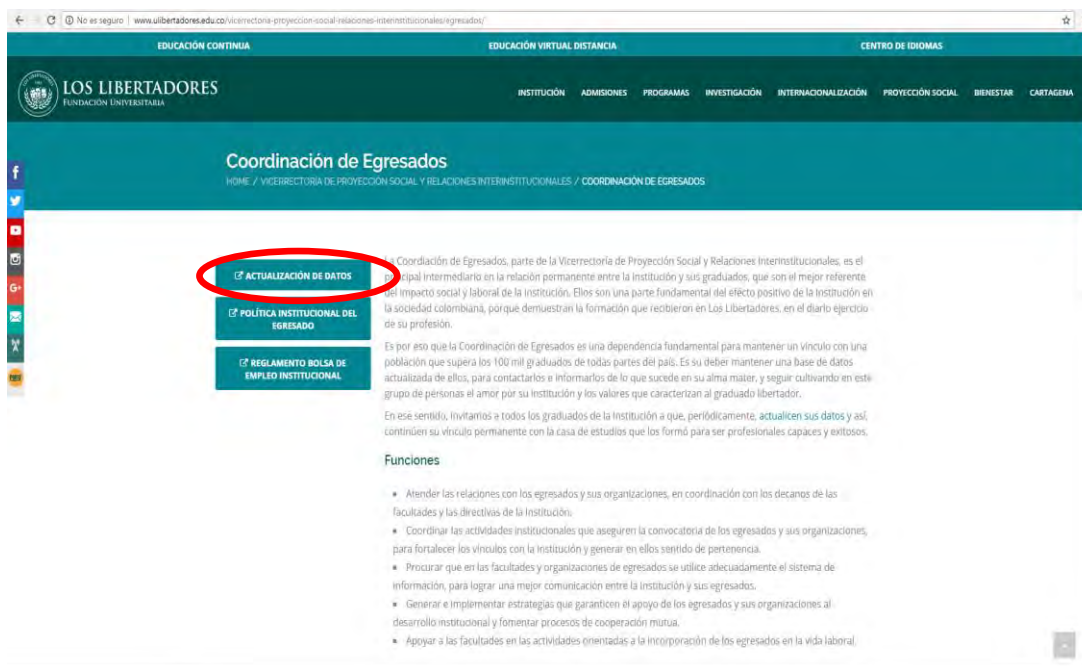 No es seguro | www.ulibertadores.edu.co/vicerrectoria-proyeccion-social-relaciones-interinstitucionales/egresados/
EDUCACIÓN CONTINUA
EDUCACIÓN VIRTUAL DISTANCIA
CENTRO DE IDIOMAS
LOS LIBERTADORES
FUNDACIÓN UNIVERSITARIA
INSTITUCIÓN ADMISIONES PROGRAMAS INVESTIGACIÓN INTERNACIONALIZACIÓN PROYECCIÓN SOCIAL BIENESTAR CARTAGENA
Coordinación de Egresados
HOME / VICERRECTORÍA DE PROYECCIÓN SOCIAL Y RELACIONES INTERINSTITUCIONALES / COORDINACIÓN DE EGRESADOS
ACTUALIZACIÓN DE DATOS
POLÍTICA INSTITUCIONAL DEL
EGRESADO
REGLAMENTO BOLSA DE
EMPLEO INSTITUCIONAL
La Coordiación de Egresados, parte de la Vicerrectoría de Proyección Social y Relaciones Interinstitucionales, es el
principal intermediario en la relación permanente entre la institución y sus graduados, que son el mejor referente
del impacto social y laboral de la institución. Ellos son una parte fundamental del efecto positivo de la institución en
la sociedad colombiana, porque demuestran la formación que recibieron en Los Libertadores, en el diario ejercicio
de su profesión.
Es por eso que la Coordinación de Egresados es una dependencia fundamental para mantener un vínculo con una
población que supera los 100 mil graduados de todas partes del país. Es su deber mantener una base de datos
actualizada de ellos, para contactarlos e informarlos de lo que sucede en su alma mater, y seguir cultivando en este
grupo de personas el amor por su institución y los valores que caracterizan al graduado libertador.
En ese sentido, invitamos a todos los graduados de la institución a que, periódicamente, actualicen sus datos y así,
continúen su vínculo permanente con la casa de estudios que los formó para ser profesionales capaces y exitosos.
Funciones
Atender las relaciones con los egresados y sus organizaciones, en coordinación con los decanos de las
facultades y las directivas de la Institución.
Coordinar las actividades institucionales que aseguren la convocatoria de los egresados y sus organizaciones,
para fortalecer los vínculos con la institución y generar en ellos sentido de pertenencia.
Procurar que en las facultades y organizaciones de egresados se utilice adecuadamente el sistema de
información, para lograr una mejor comunicación entre la institución y sus egresados.
Generar e implementar estrategias que garanticen el apoyo de los egresados y sus organizaciones al
desarrollo institucional y fomentar procesos de cooperación mutua.
Apoyar a las facultades en las actividades orientadas a la incorporación de los egresados en la vida laboral.